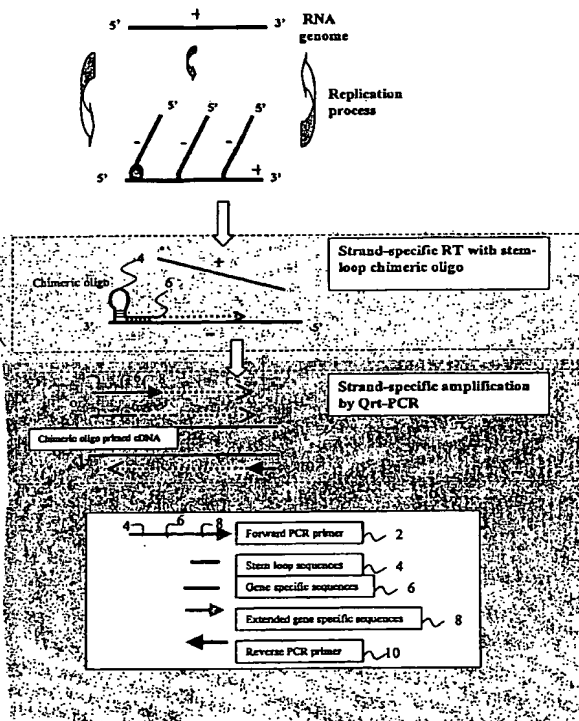 +
5' 3' RNA
genome
Replication
process
5' 5' 5'
- - -
+
5' 3'
Strand-specific RT with stem-
loop chimeric oligo
4 +
Chimeric oligo 6
3' 5'
-
Strand-specific amplification
by Qrt-PCR
Chimeric oligo primed cDNA
4 6 8
Forward PCR primer 2
Stem loop sequences 4
Gene specific sequences 6
Extended gene specific sequences 8
Reverse PCR primer 10